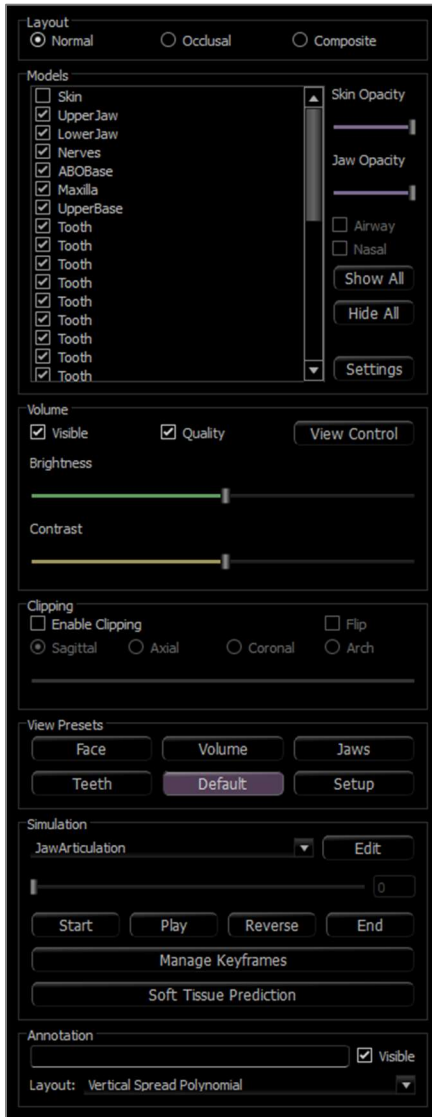 Layout
Normal Occlusal Composite
Models
Skin
UpperJaw
LowerJaw
Nerves
ABOBase
Maxilla
UpperBase
Tooth
Tooth
Tooth
Tooth
Tooth
Tooth
Tooth
Tooth
Tooth
Skin Opacity
Jaw Opacity
Airway
Nasal
Show All
Hide All
Settings
Volume
Visible Quality View Control
Brightness
Contrast
Clipping
Enable Clipping Flip
Sagittal Axial Coronal Arch
View Presets
Face Volume Jaws
Teeth Default Setup
Simulation
JawArticulation Edit
0
Start Play Reverse End
Manage Keyframes
Soft Tissue Prediction
Annotation
Visible
Layout: Vertical Spread Polynomial